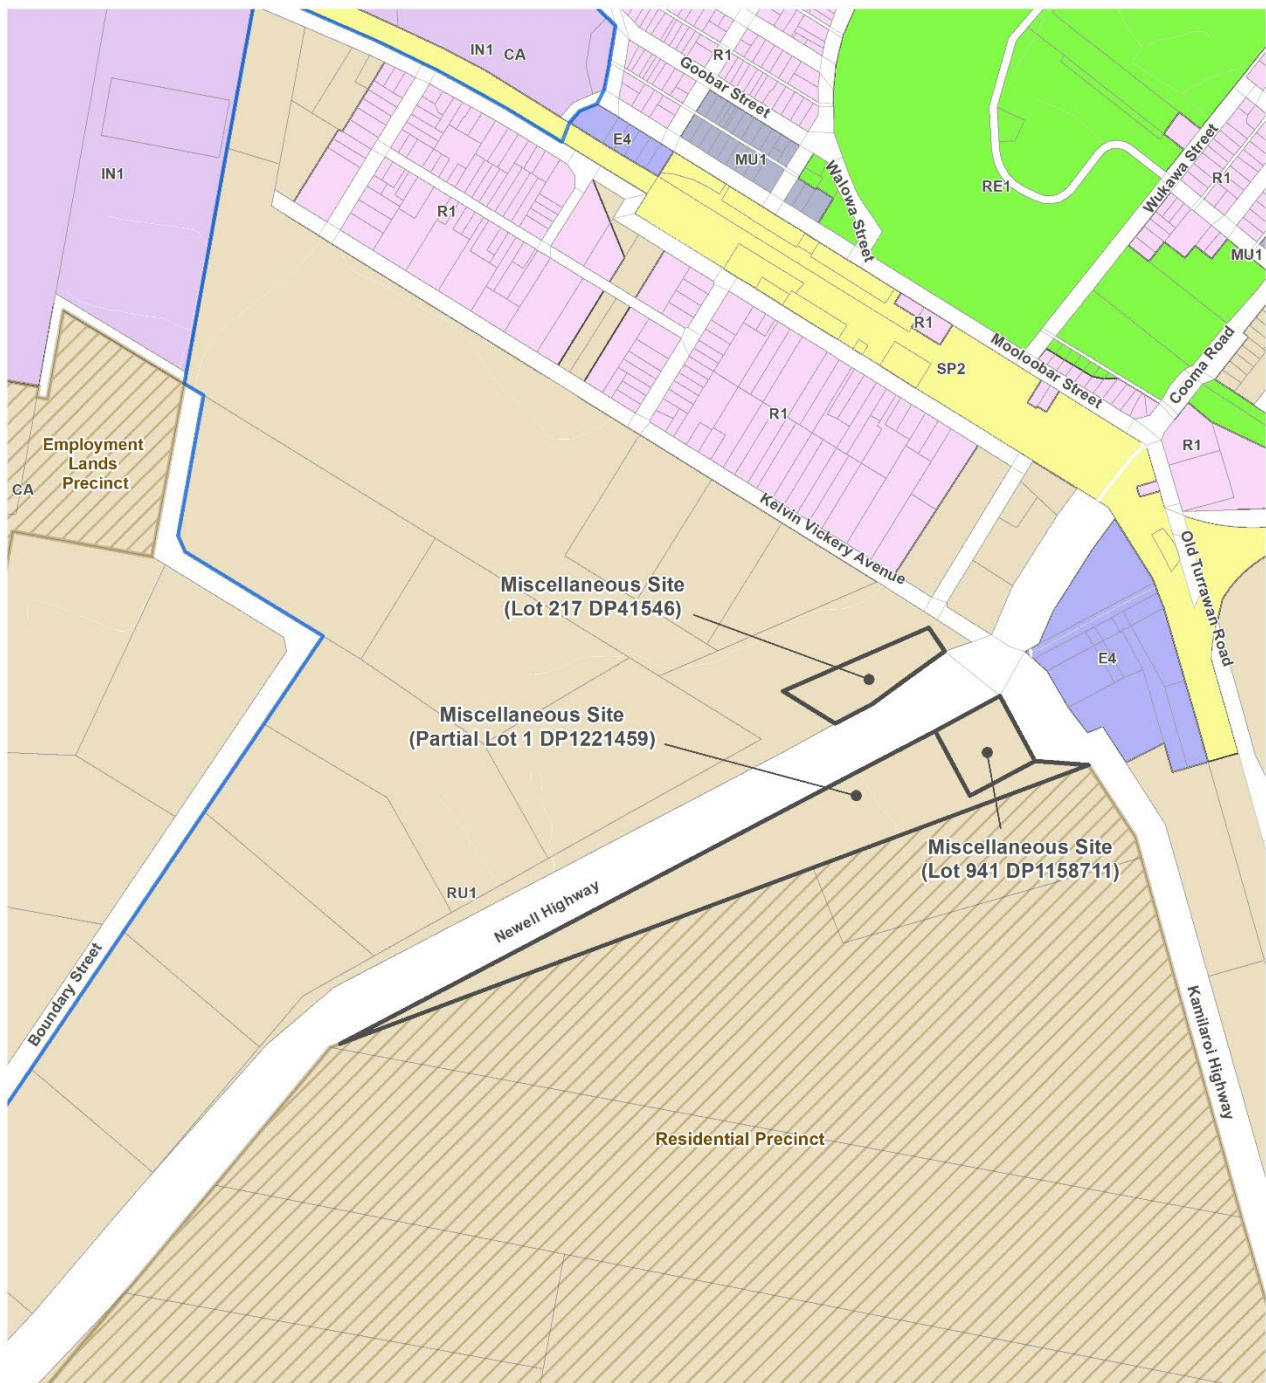 IN1
CA
R1
Goobar Street
E4
MU1
Walowa Street
RE1
Wukawa Street
R1
IN1
R1
MU1
R1
Mooloobar Street
Cooma Road
SP2
R1
R1
Employment
Lands
Precinct
CA
Kelvin Vickery Avenue
Old Turrawan Road
Miscellaneous Site
(Lot 217 DP41546)
E4
Miscellaneous Site
(Partial Lot 1 DP1221459)
Miscellaneous Site
(Lot 941 DP1158711)
RU1
Newell Highway
Boundary Street
Kamilaroi Highway
Residential Precinct